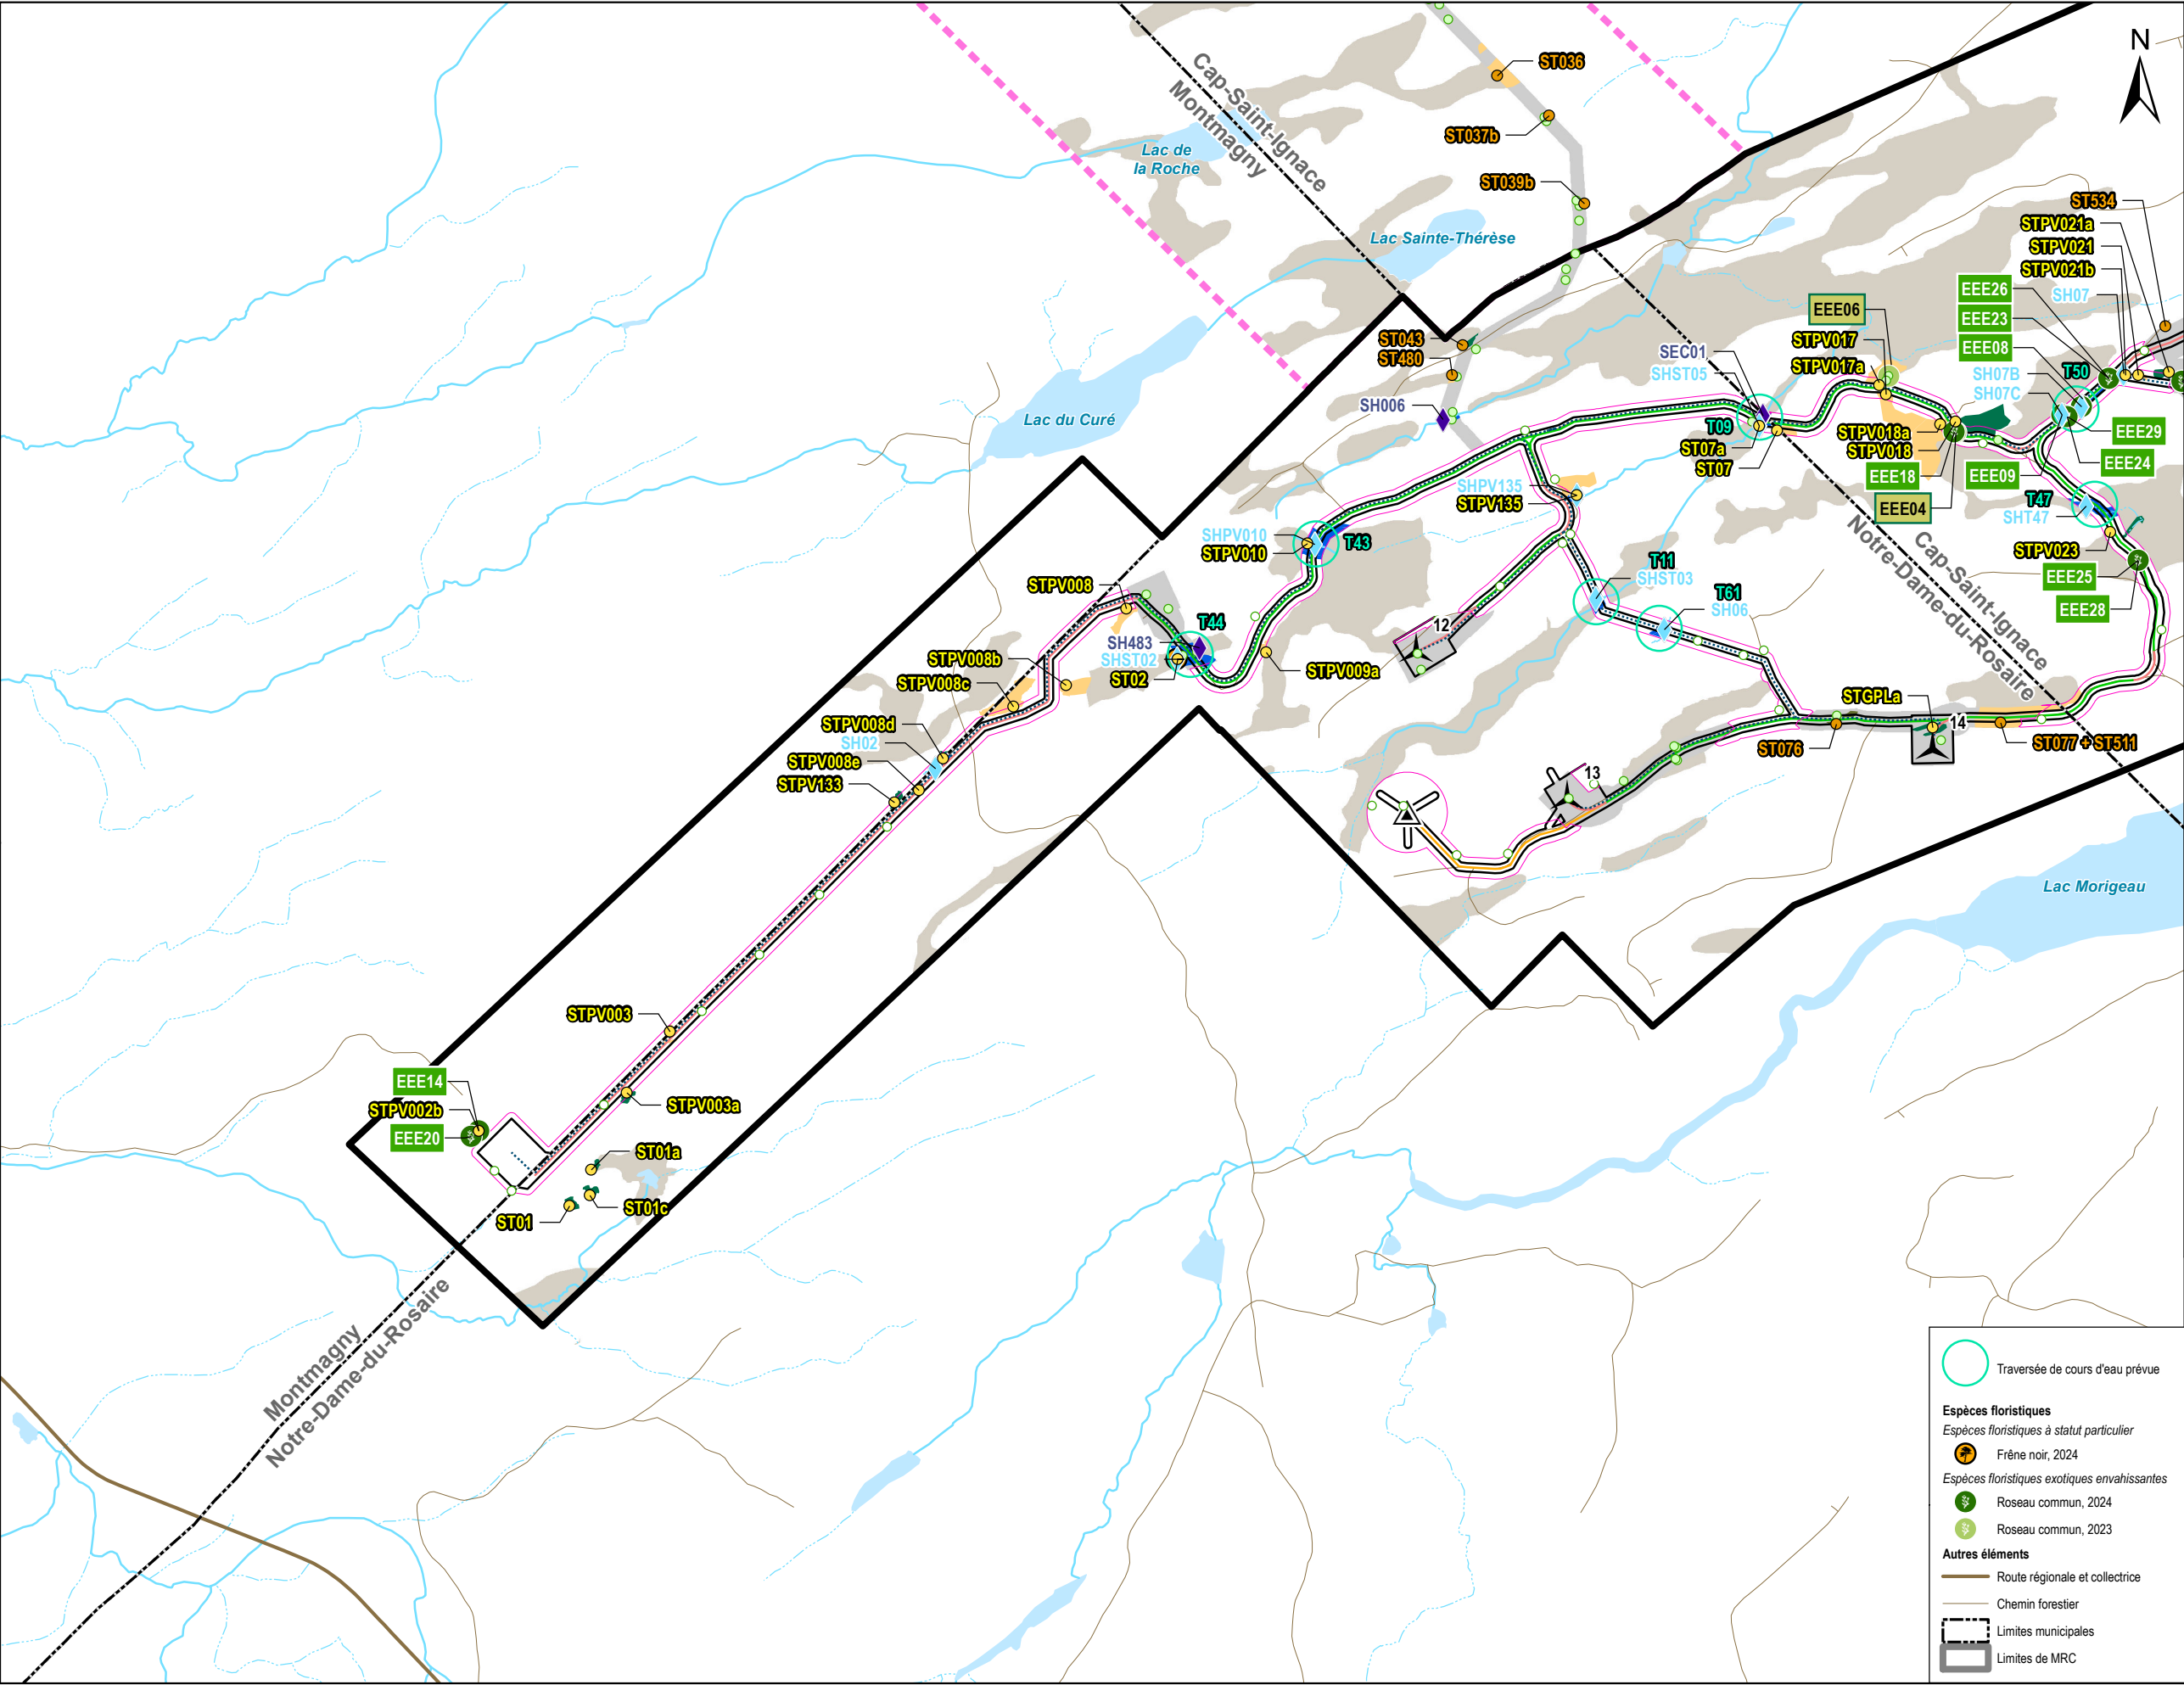 N
Cap-Saint-Ignace
Montmagny
ST036
ST037b
Lac de
la Roche
ST039b
ST534
STPV021a
Lac Sainte-Thérèse
STPV021
STPV021b
EEE26
SH07
EEE06
EEE23
ST043
STPV017
EEE08
ST480
SEC01
STPV017a
T50
SHST05
SH07B
SH07C
SH006
Lac du Curé
T09
STPV018a
EEE29
ST07a
STPV018
ST07
EEE24
EEE18
EEE09
SHPV135
STPV135
EEE04
T47
SHT47
SHPV010
STPV010
T43
Notre-Dame-du-Rosaire
Cap-Saint-Ignace
STPV023
T11
SHST03
EEE25
STPV008
T61
SH06
EEE28
T44
12
SH483
STPV008b
SHST02
ST02
STPV009a
STPV008c
STGPLa
STPV008d
14
SH02
ST076
ST077 + ST511
STPV008e
13
STPV133
Lac Morigeau
STPV003
EEE14
STPV002b
STPV003a
EEE20
ST01a
ST01c
ST01
Montmagny
Notre-Dame-du-Rosaire
Traversée de cours d'eau prévue
Espèces floristiques
Espèces floristiques à statut particulier
Frêne noir, 2024
Espèces floristiques exotiques envahissantes
Roseau commun, 2024
Roseau commun, 2023
Autres éléments
Route régionale et collectrice
Chemin forestier
Limites municipales
Limites de MRC